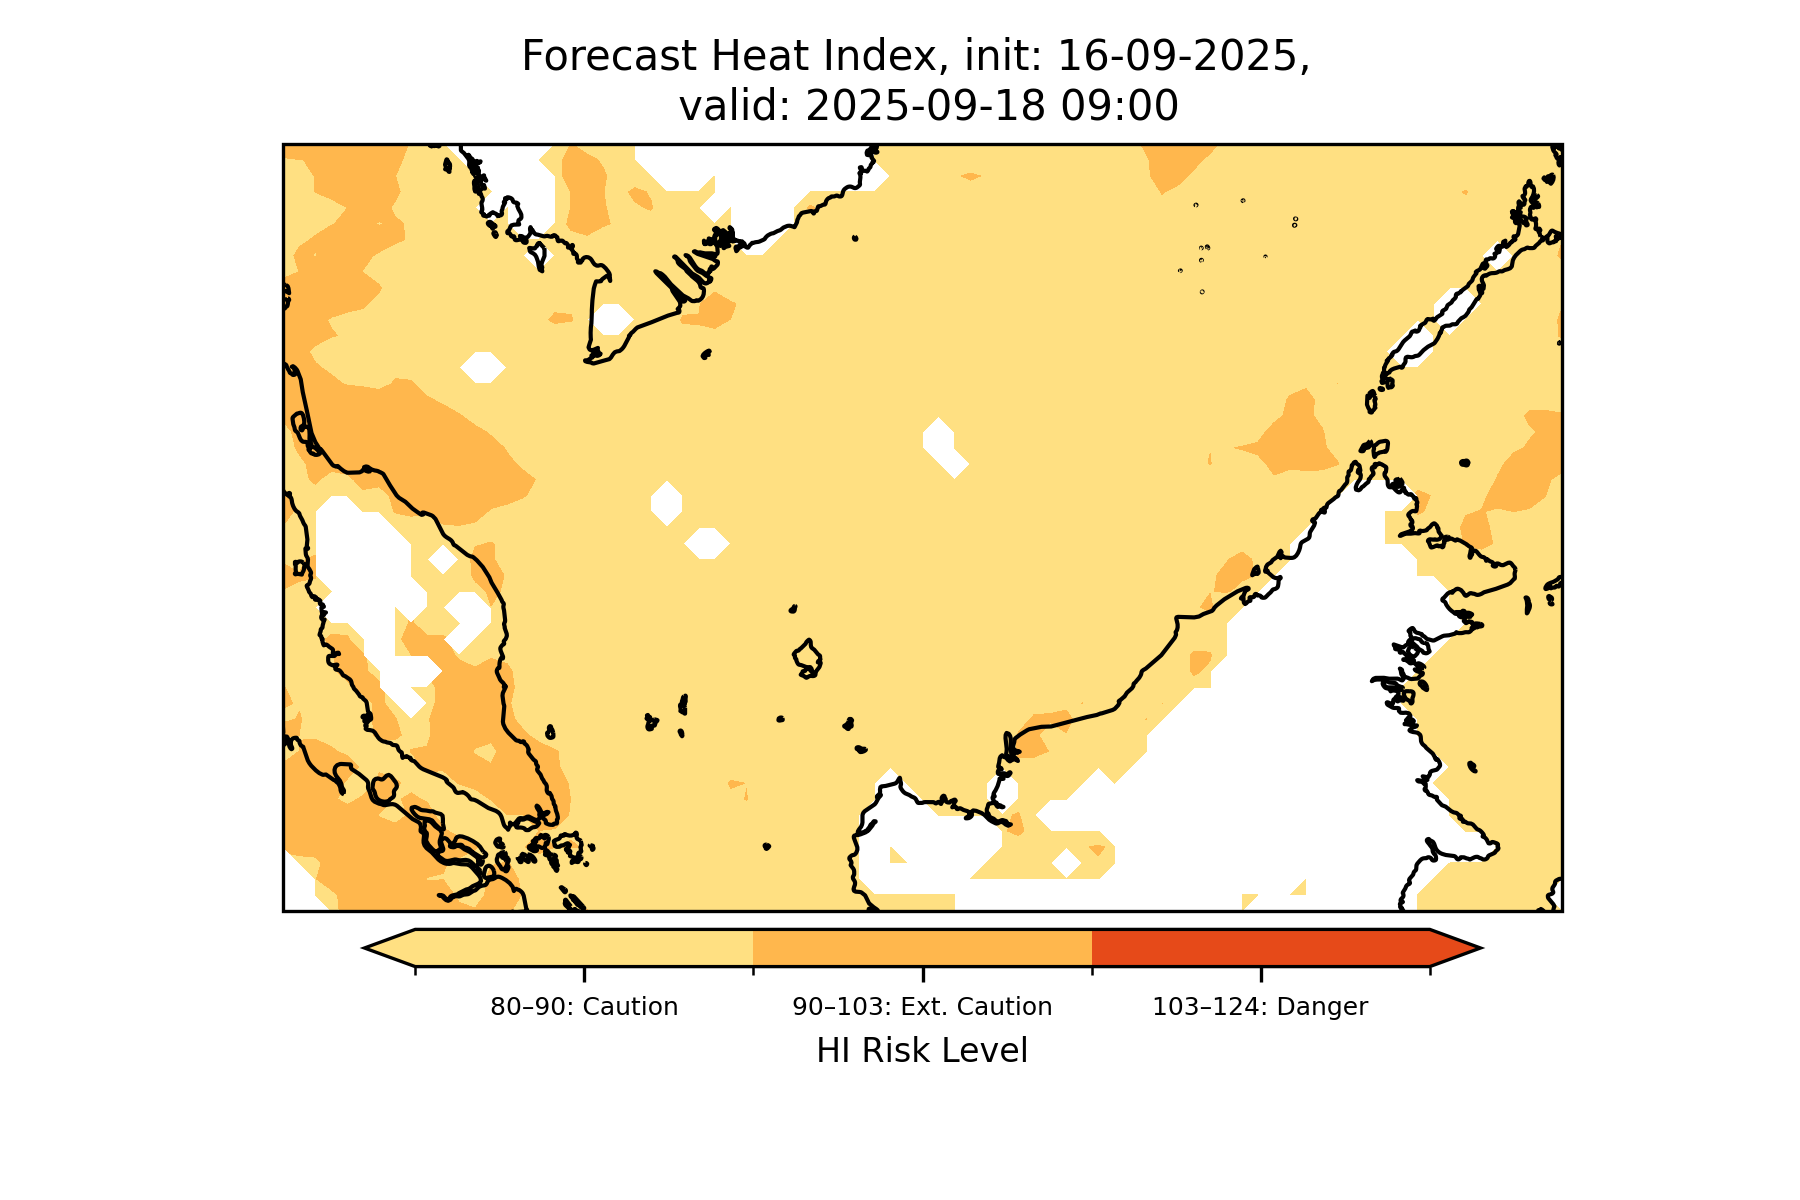 Forecast Heat Index, init: 16-09-2025,
valid: 2025-09-18 09:00
80–90: Caution
90–103: Ext. Caution
103–124: Danger
HI Risk Level